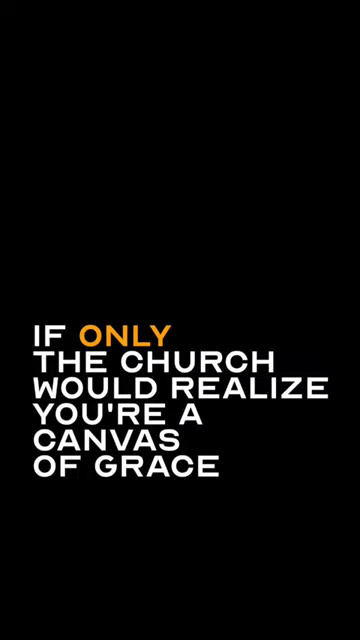 IF ONLY
THE CHURCH
WOULD REALIZE
YOU'RE A
CANVAS
OF GRACE